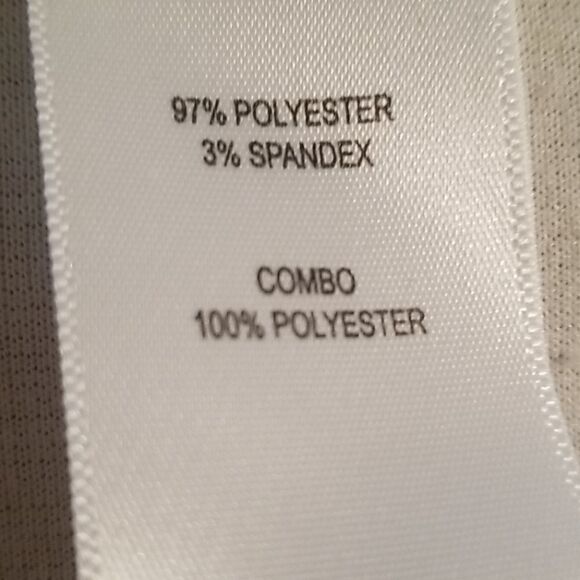 97% POLYESTER
3% SPANDEX
COMBO
100% POLYESTER